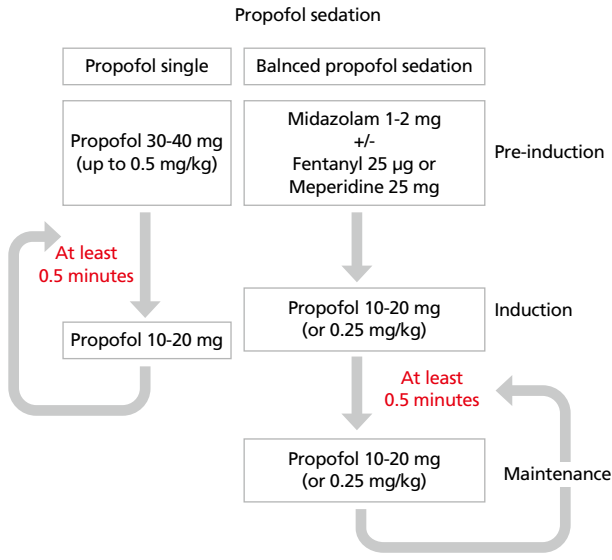 Propofol sedation
Propofol single
Balnced propofol sedation
Propofol 30-40 mg
(up to 0.5 mg/kg)
Midazolam 1-2 mg
+/-
Fentanyl 25 µg or
Meperidine 25 mg
Pre-induction
At least
0.5 minutes
Propofol 10-20 mg
Propofol 10-20 mg
(or 0.25 mg/kg)
Induction
At least
0.5 minutes
Propofol 10-20 mg
(or 0.25 mg/kg)
Maintenance